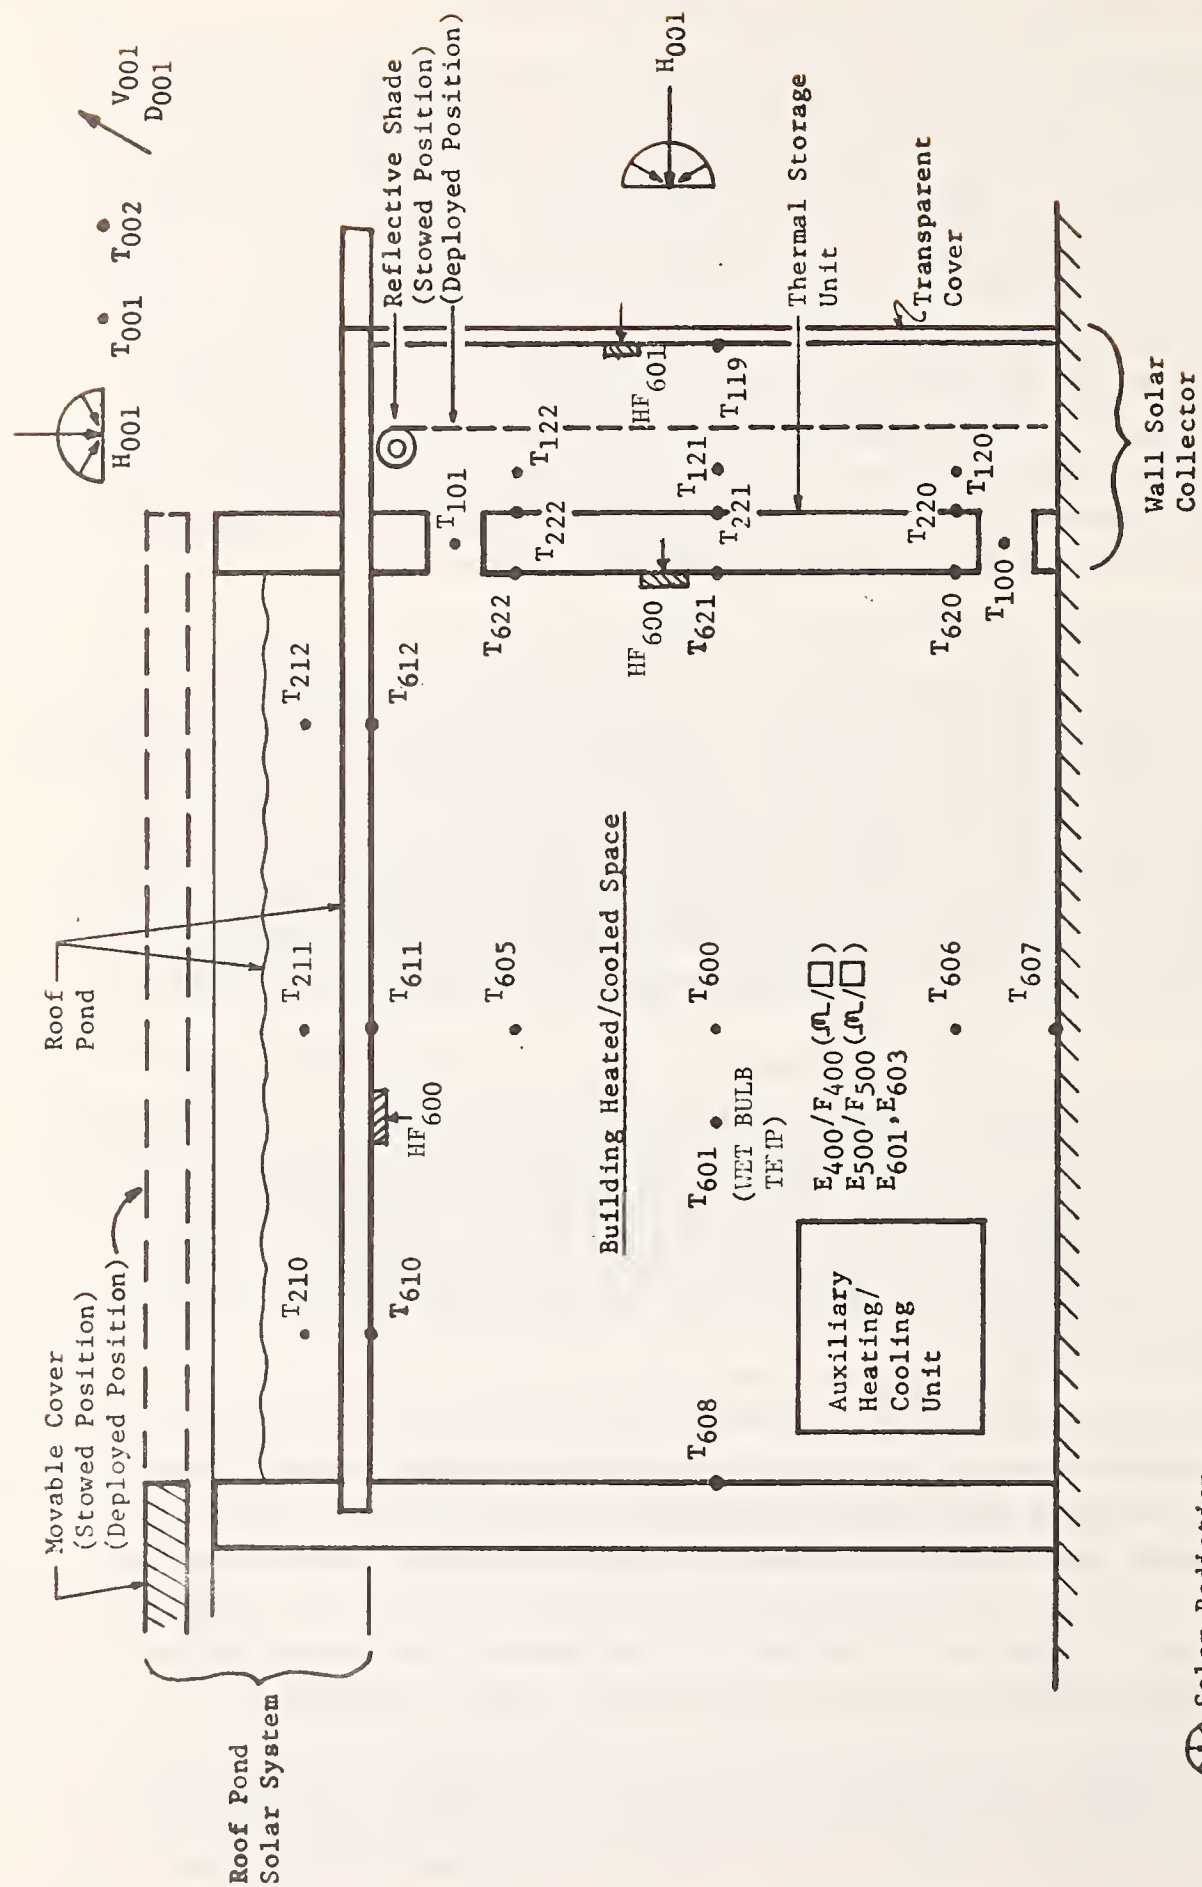 Movable Cover
(Stowed Position)
(Deployed Position)
Roof
Pond
H001
T001
T002
V001
D001
Roof Pond
Solar System
T210
T211
T212
T610
HF600
T611
T612
T101
Reflective Shade
(Stowed Position)
(Deployed Position)
T605
T622
T222
T122
Building Heated/Cooled Space
HF600
HF601
H001
T608
T601
(WET BULB
TEMP)
T600
T621
T221
T121
T119
Auxiliary
Heating/
Cooling
Unit
E400/F400(ᘻ/□)
E500/F500(ᘻ/□)
E601,E603
Thermal Storage
Unit
T606
T620
T220
T120
Transparent
Cover
T607
T100
Wall Solar
Collector
Solar